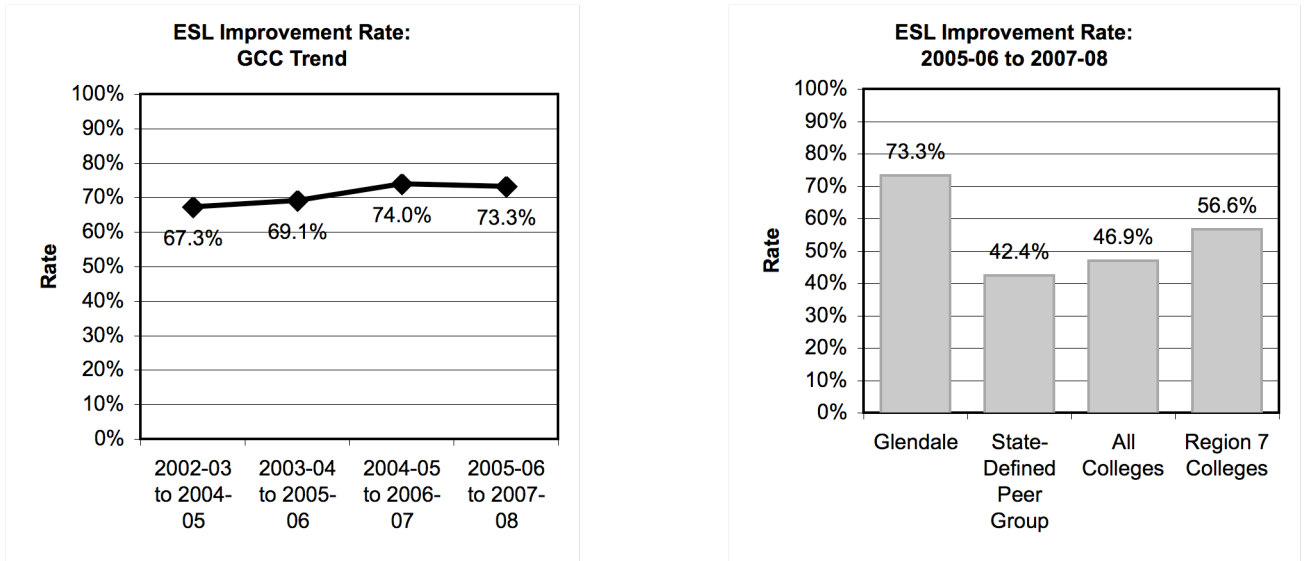 ESL Improvement Rate:
GCC Trend
100%
90%
80%
70%
60%
50%
40%
30%
20%
10%
0%
Rate
67.3%
69.1%
74.0%
73.3%
2002-03
to 2004-
05
2003-04
to 2005-
06
2004-05
to 2006-
07
2005-06
to 2007-
08
ESL Improvement Rate:
2005-06 to 2007-08
100%
90%
80%
70%
60%
50%
40%
30%
20%
10%
0%
Rate
73.3%
42.4%
46.9%
56.6%
Glendale
State-
Defined
Peer
Group
All
Colleges
Region 7
Colleges